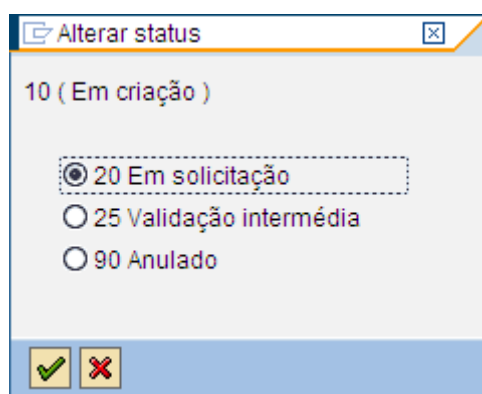 Alterar status
10 ( Em criação )
20 Em solicitação
25 Validação intermédia
90 Anulado